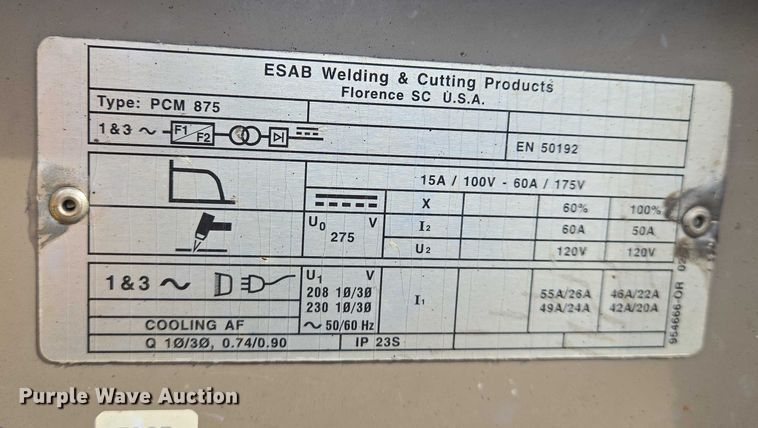 ESAB Welding & Cutting Products
Florence SC U.S.A.
Type: PCM 875
1&3 ~ F1 F2
EN 50192
15A / 100V - 60A / 175V
X 60% 100%
U0 V I2 60A 50A
275
U2 120V 120V
1&3 ~
U1 V
208 1Ø/3Ø I1 55A/26A 46A/22A
230 1Ø/3Ø 49A/24A 42A/20A
COOLING AF ~ 50/60 Hz
Q 1Ø/3Ø, 0.74/0.90 IP 23S
954666-OR
Purple Wave Auction